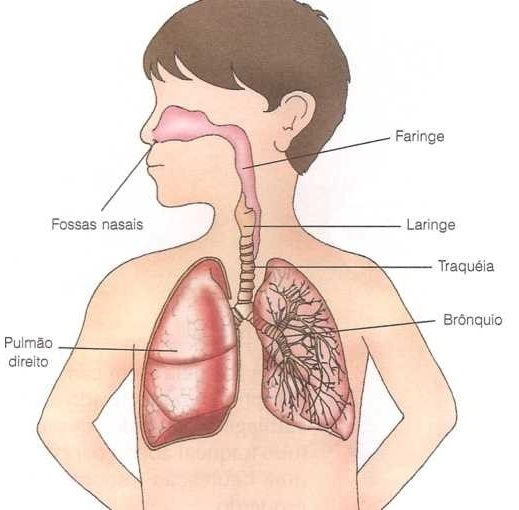 Faringe
Fossas nasais
Laringe
Traquéia
Brônquio
Pulmão
direito